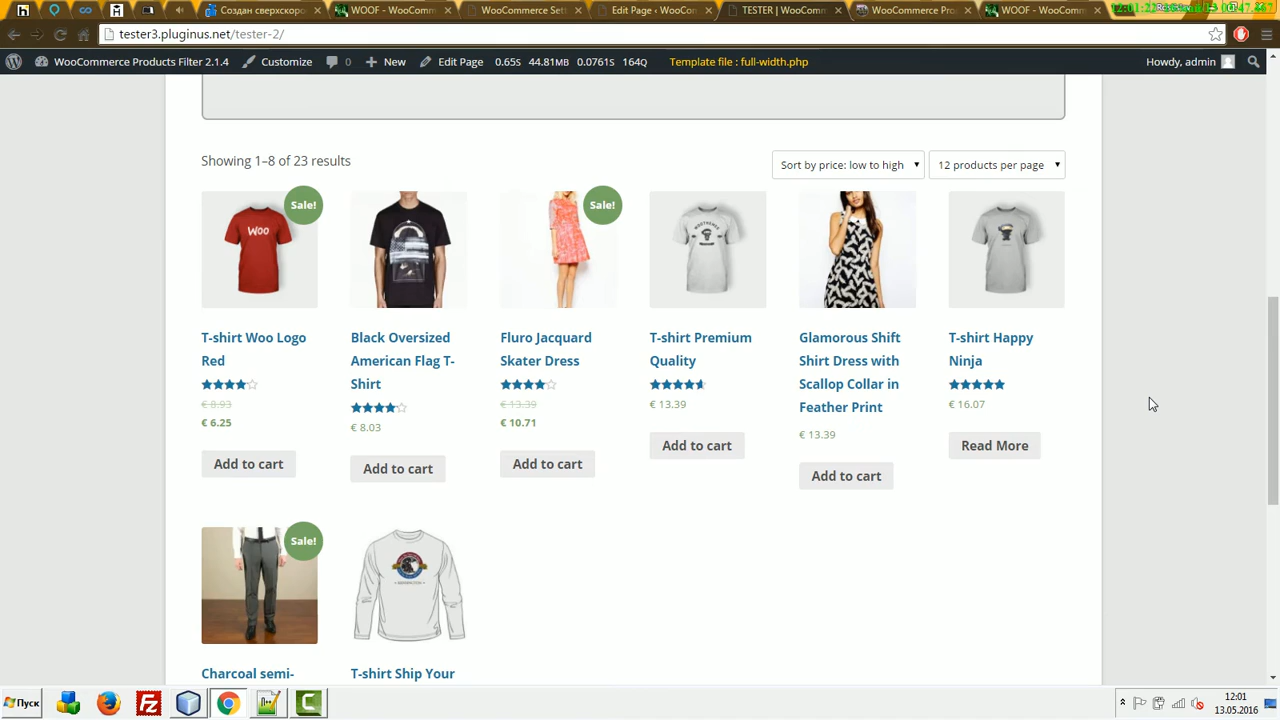 Создан сверхскоро
WOOF - WooComm
WooCommerce Sett
Edit Page ‹ WooCom
TESTER | WooComm
WooCommerce Pro
WOOF - WooComm
tester3.pluginus.net/tester-2/
WooCommerce Products Filter 2.1.4
Customize
0
New
Edit Page
0.65s
44.81MB
0.0761s
164Q
Template file : full-width.php
Howdy, admin
Showing 1–8 of 23 results
Sort by price: low to high
12 products per page
Sale!
Sale!
WOO
T-shirt Woo Logo
Red
€ 8.93
€ 6.25
Add to cart
Black Oversized
American Flag T-
Shirt
€ 8.03
Add to cart
Fluro Jacquard
Skater Dress
€ 13.39
€ 10.71
Add to cart
T-shirt Premium
Quality
€ 13.39
Add to cart
Glamorous Shift
Shirt Dress with
Scallop Collar in
Feather Print
€ 13.39
Add to cart
T-shirt Happy
Ninja
€ 16.07
Read More
Sale!
Charcoal semi-
T-shirt Ship Your
Пуск
12:01
13.05.2016